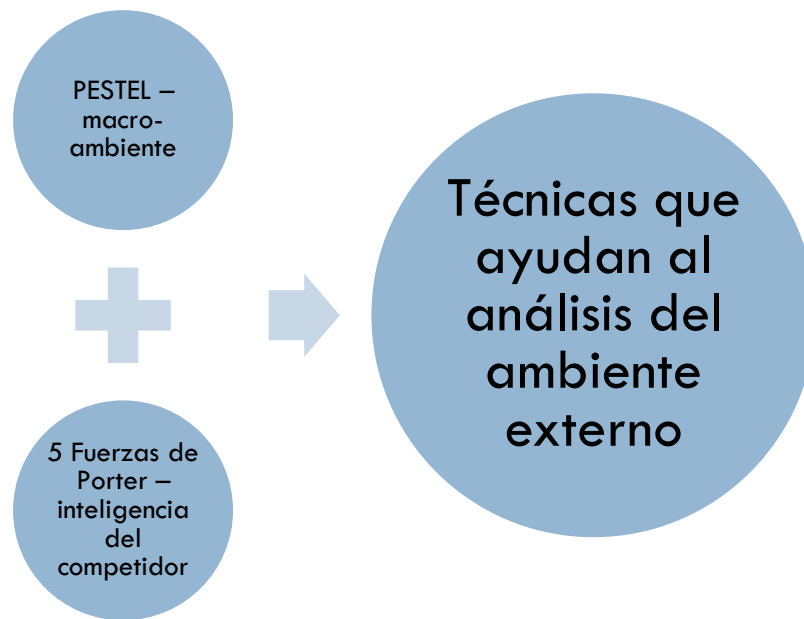 PESTEL –
macro-
ambiente
5 Fuerzas de
Porter –
inteligencia
del
competidor
Técnicas que
ayudan al
análisis del
ambiente
externo